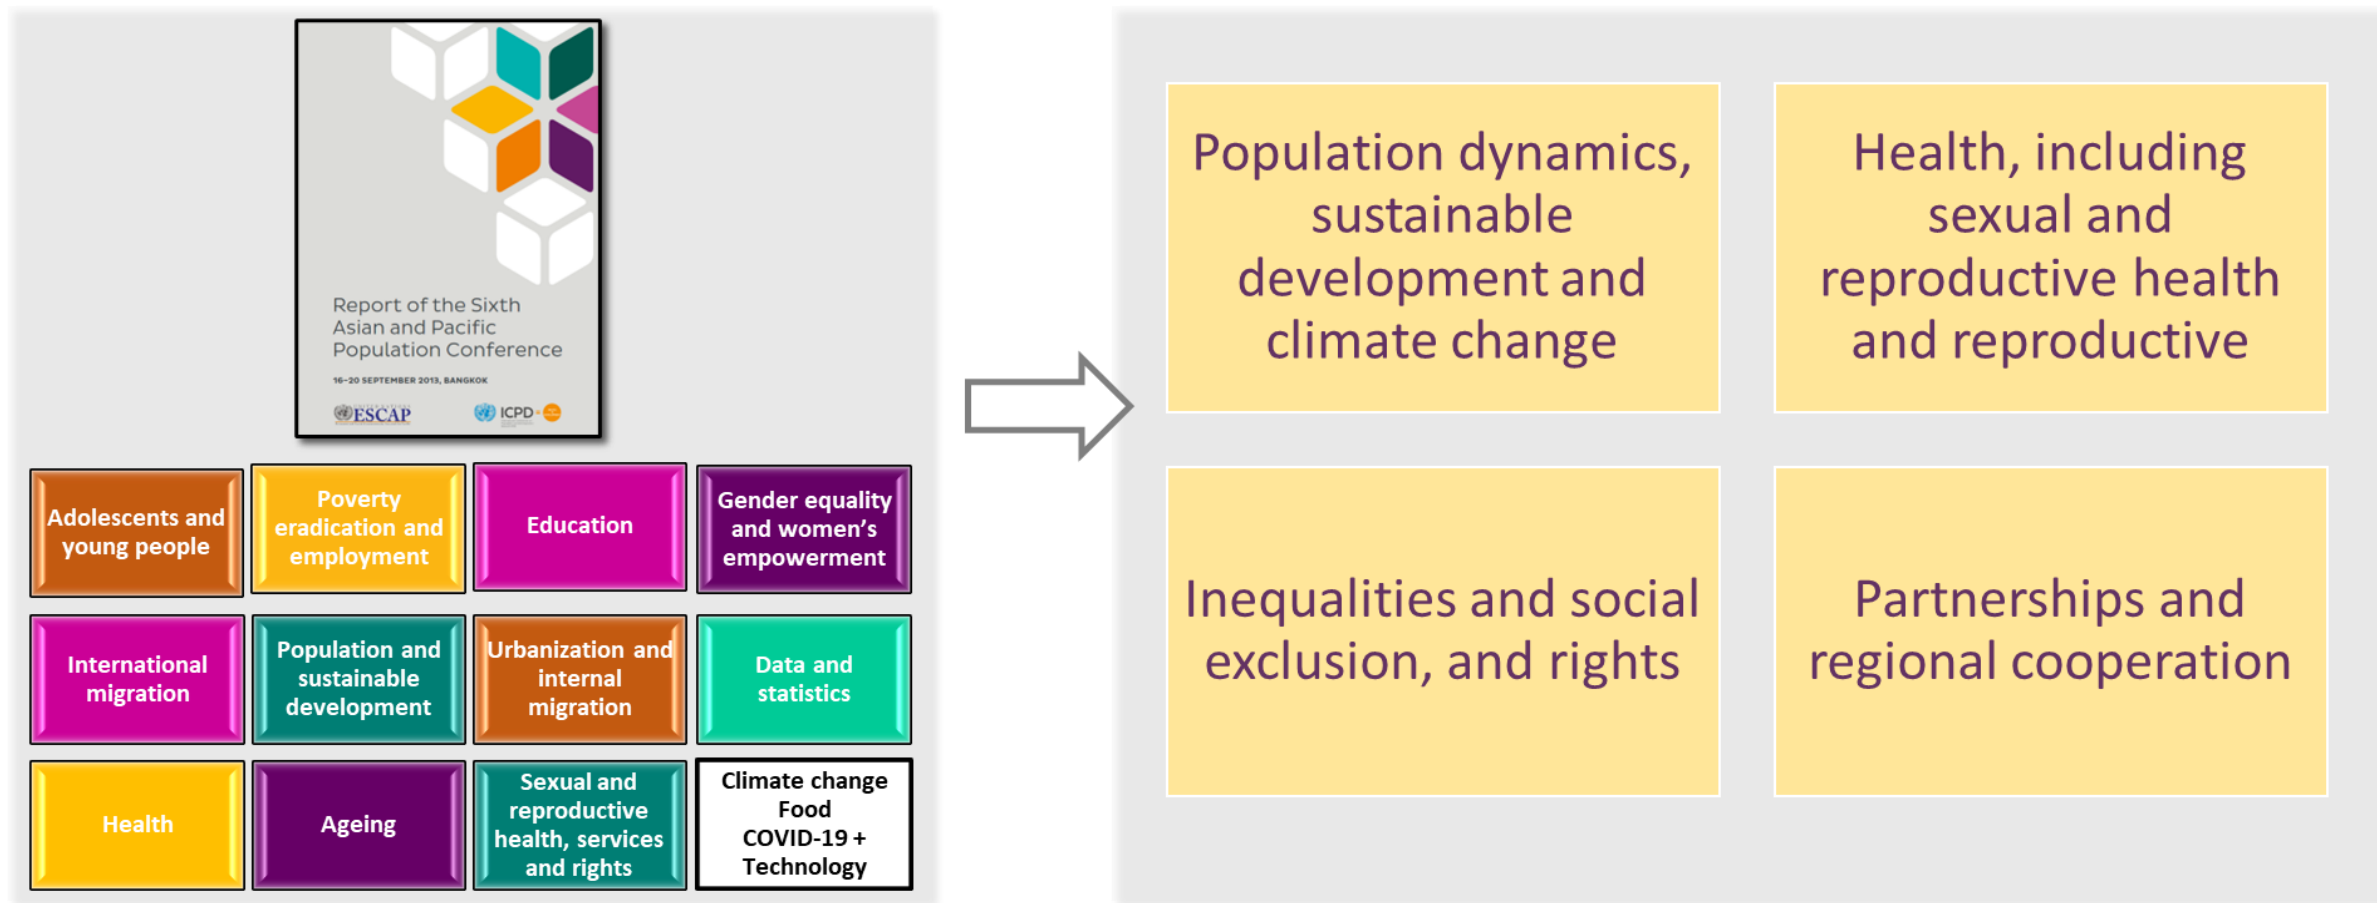 Report of the Sixth
Asian and Pacific
Population Conference
16–20 SEPTEMBER 2013, BANGKOK
ESCAP
ICPD
Adolescents and
young people
Poverty
eradication and
employment
Education
Gender equality
and women's
empowerment
International
migration
Population and
sustainable
development
Urbanization and
internal
migration
Data and
statistics
Health
Ageing
Sexual and
reproductive
health, services
and rights
Climate change
Food
COVID-19 +
Technology
Population dynamics,
sustainable
development and
climate change
Health, including
sexual and
reproductive health
and reproductive
Inequalities and social
exclusion, and rights
Partnerships and
regional cooperation